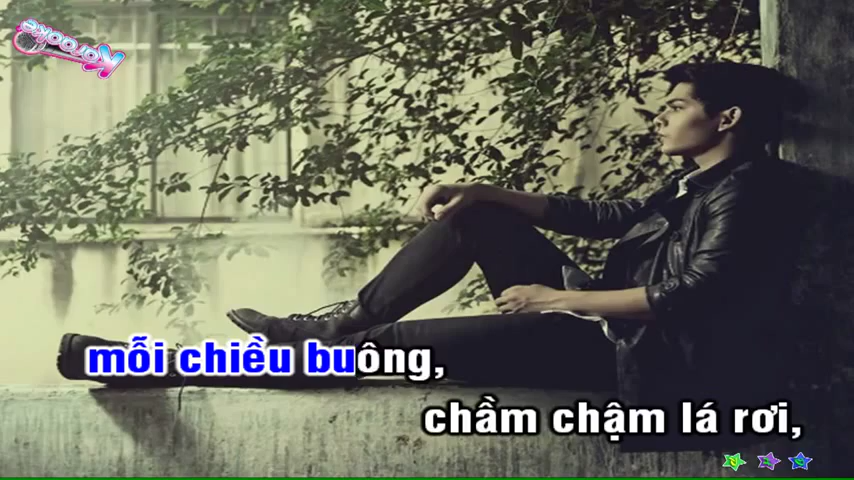 Karaoke
mỗi chiều buông,
chầm chậm lá rơi,